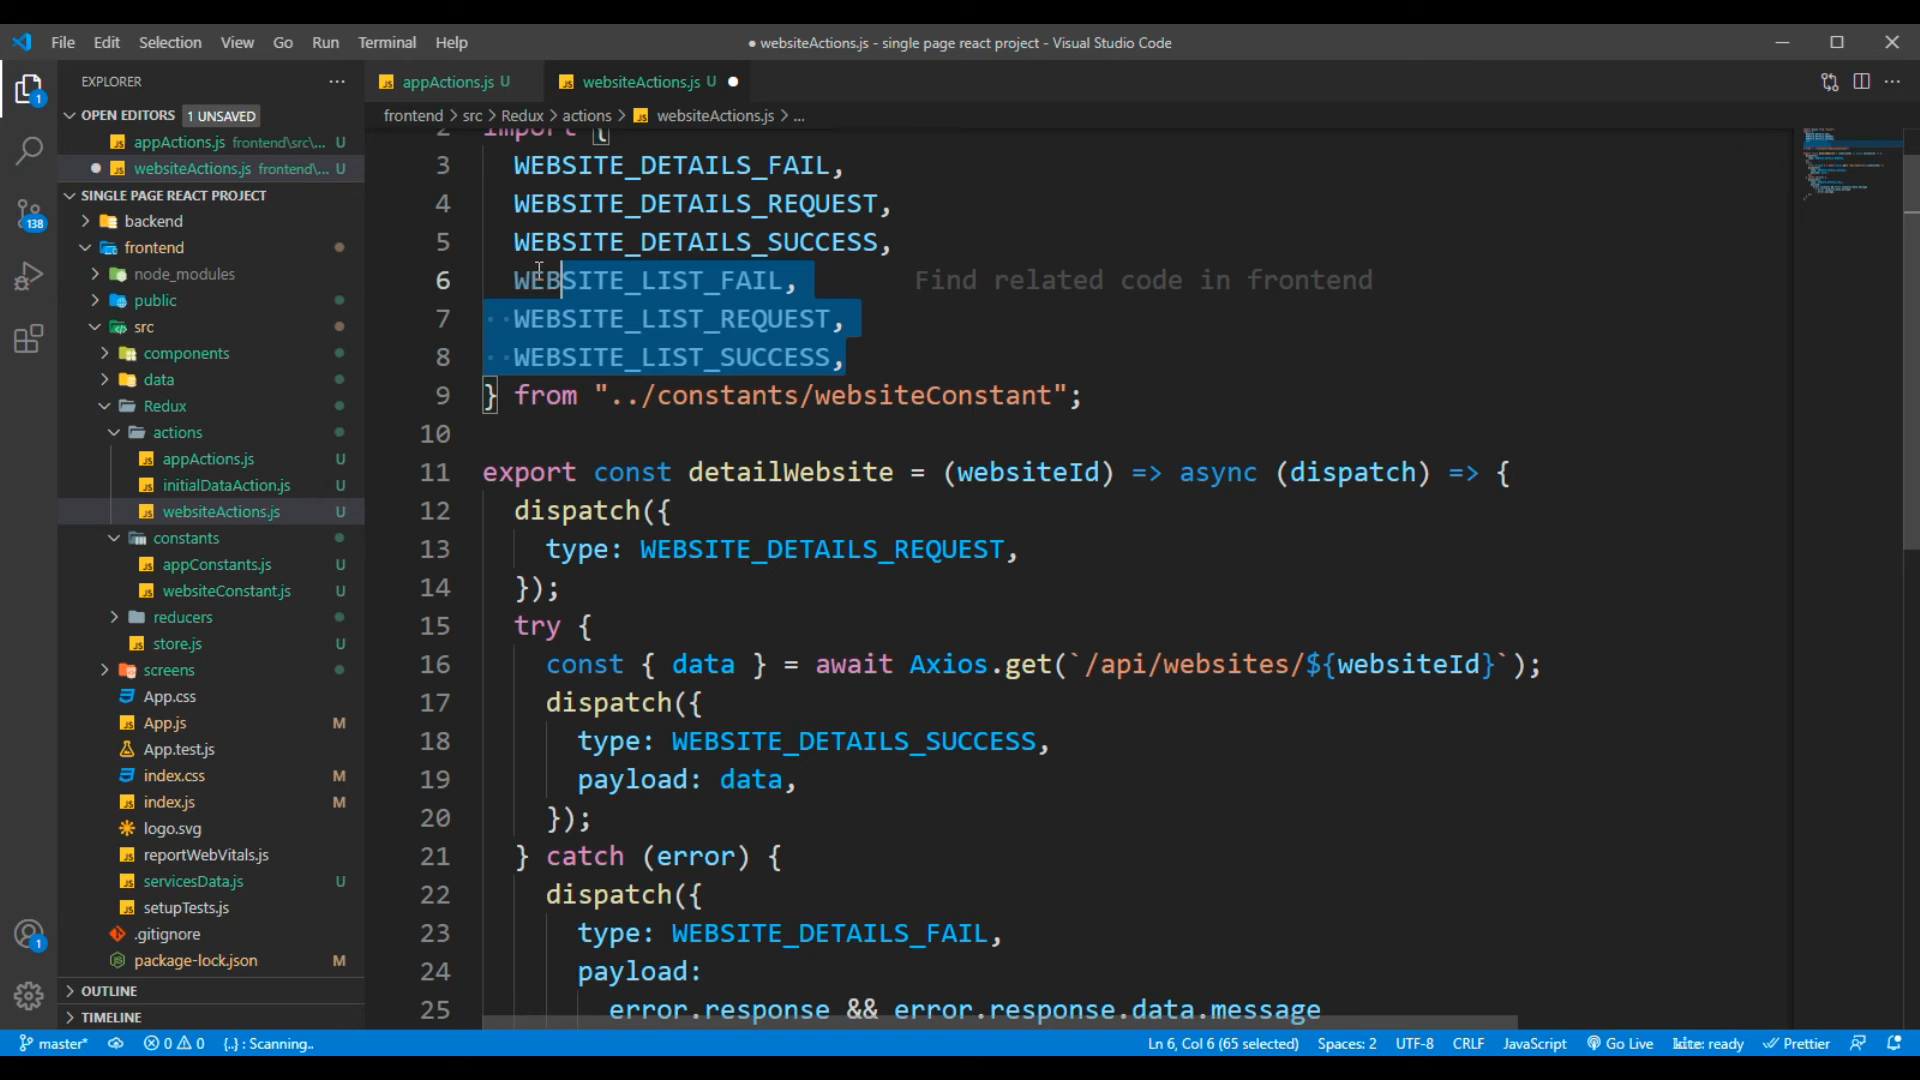 File Edit Selection View Go Run Terminal Help
● websiteActions.js - single page react project - Visual Studio Code
EXPLORER
OPEN EDITORS 1 UNSAVED
appActions.js frontend\src\... U
websiteActions.js frontend\... U
SINGLE PAGE REACT PROJECT
backend
frontend
node_modules
public
src
components
data
Redux
actions
appActions.js U
initialDataAction.js U
websiteActions.js U
constants
appConstants.js U
websiteConstant.js U
reducers
store.js U
screens
App.css
App.js M
App.test.js
index.css M
index.js M
logo.svg
reportWebVitals.js
servicesData.js U
setupTests.js
.gitignore
package-lock.json M
OUTLINE
TIMELINE
1
138
1
appActions.js U
websiteActions.js U ●
frontend > src > Redux > actions > websiteActions.js > ...
2 import {
3 WEBSITE_DETAILS_FAIL,
4 WEBSITE_DETAILS_REQUEST,
5 WEBSITE_DETAILS_SUCCESS,
6 WEBSITE_LIST_FAIL, Find related code in frontend
7 WEBSITE_LIST_REQUEST,
8 WEBSITE_LIST_SUCCESS,
9 } from "../constants/websiteConstant";
10
11 export const detailWebsite = (websiteId) => async (dispatch) => {
12 dispatch({
13 type: WEBSITE_DETAILS_REQUEST,
14 });
15 try {
16 const { data } = await Axios.get(`/api/websites/${websiteId}`);
17 dispatch({
18 type: WEBSITE_DETAILS_SUCCESS,
19 payload: data,
20 });
21 } catch (error) {
22 dispatch({
23 type: WEBSITE_DETAILS_FAIL,
24 payload:
25 error.response && error.response.data.message
master* 0 0 {..} : Scanning.. Ln 6, Col 6 (65 selected) Spaces: 2 UTF-8 CRLF JavaScript Go Live kite: ready Prettier